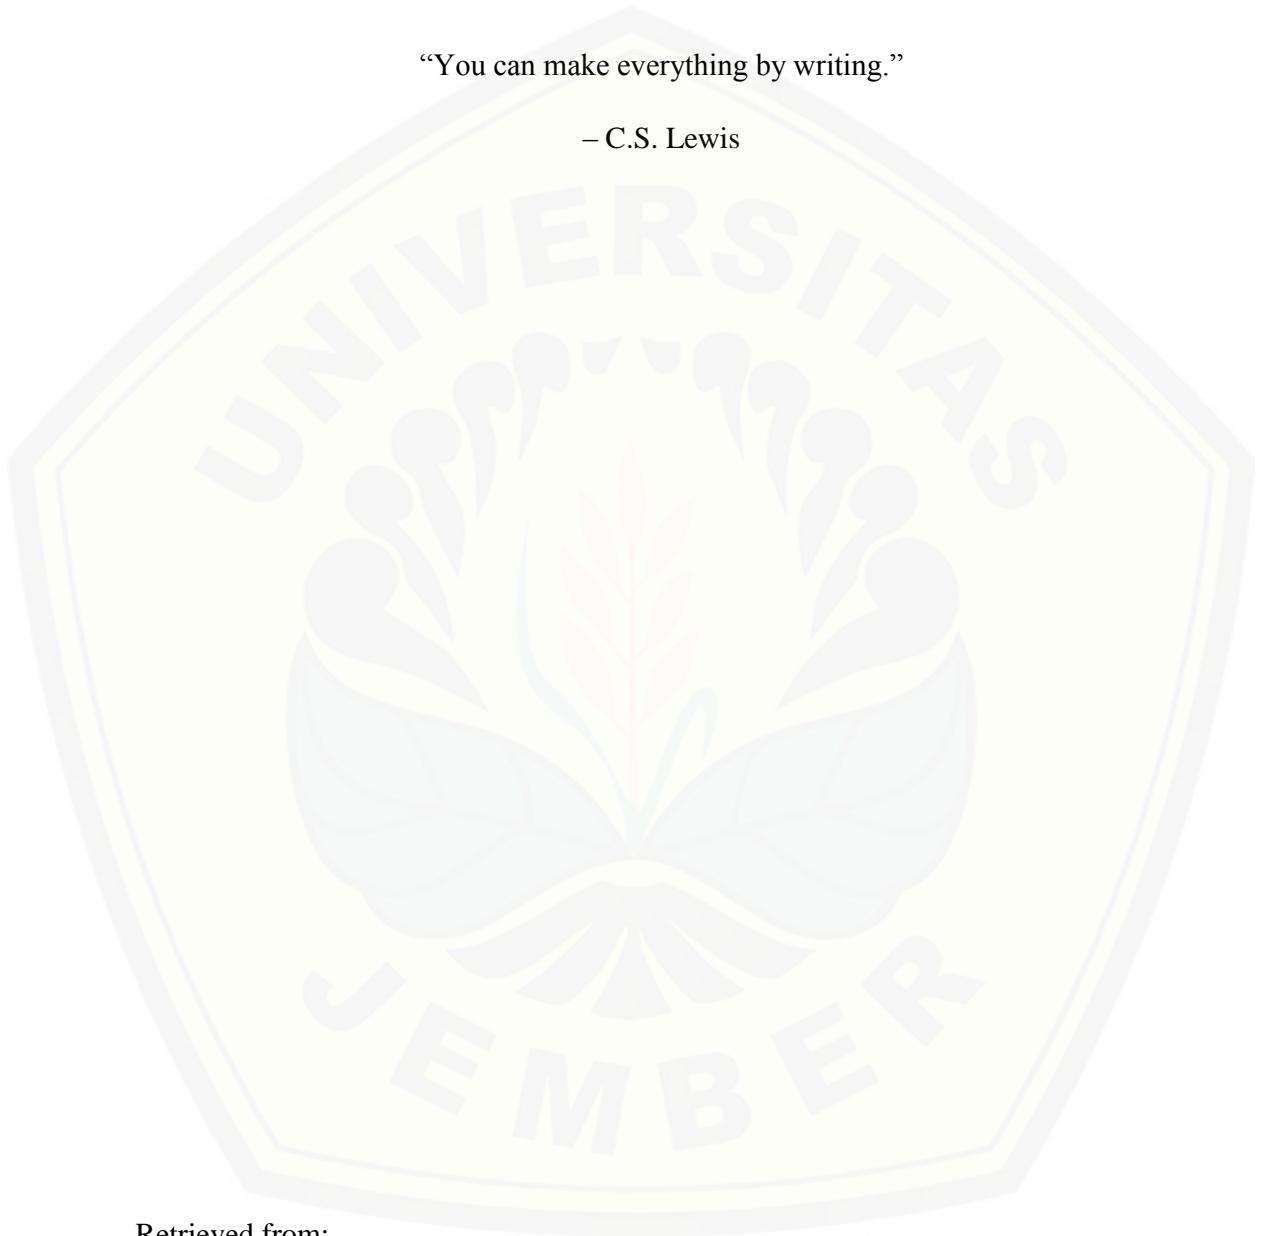 “You can make everything by writing.”
– C.S. Lewis
UNIVERSITAS
JEMBER
Retrieved from: